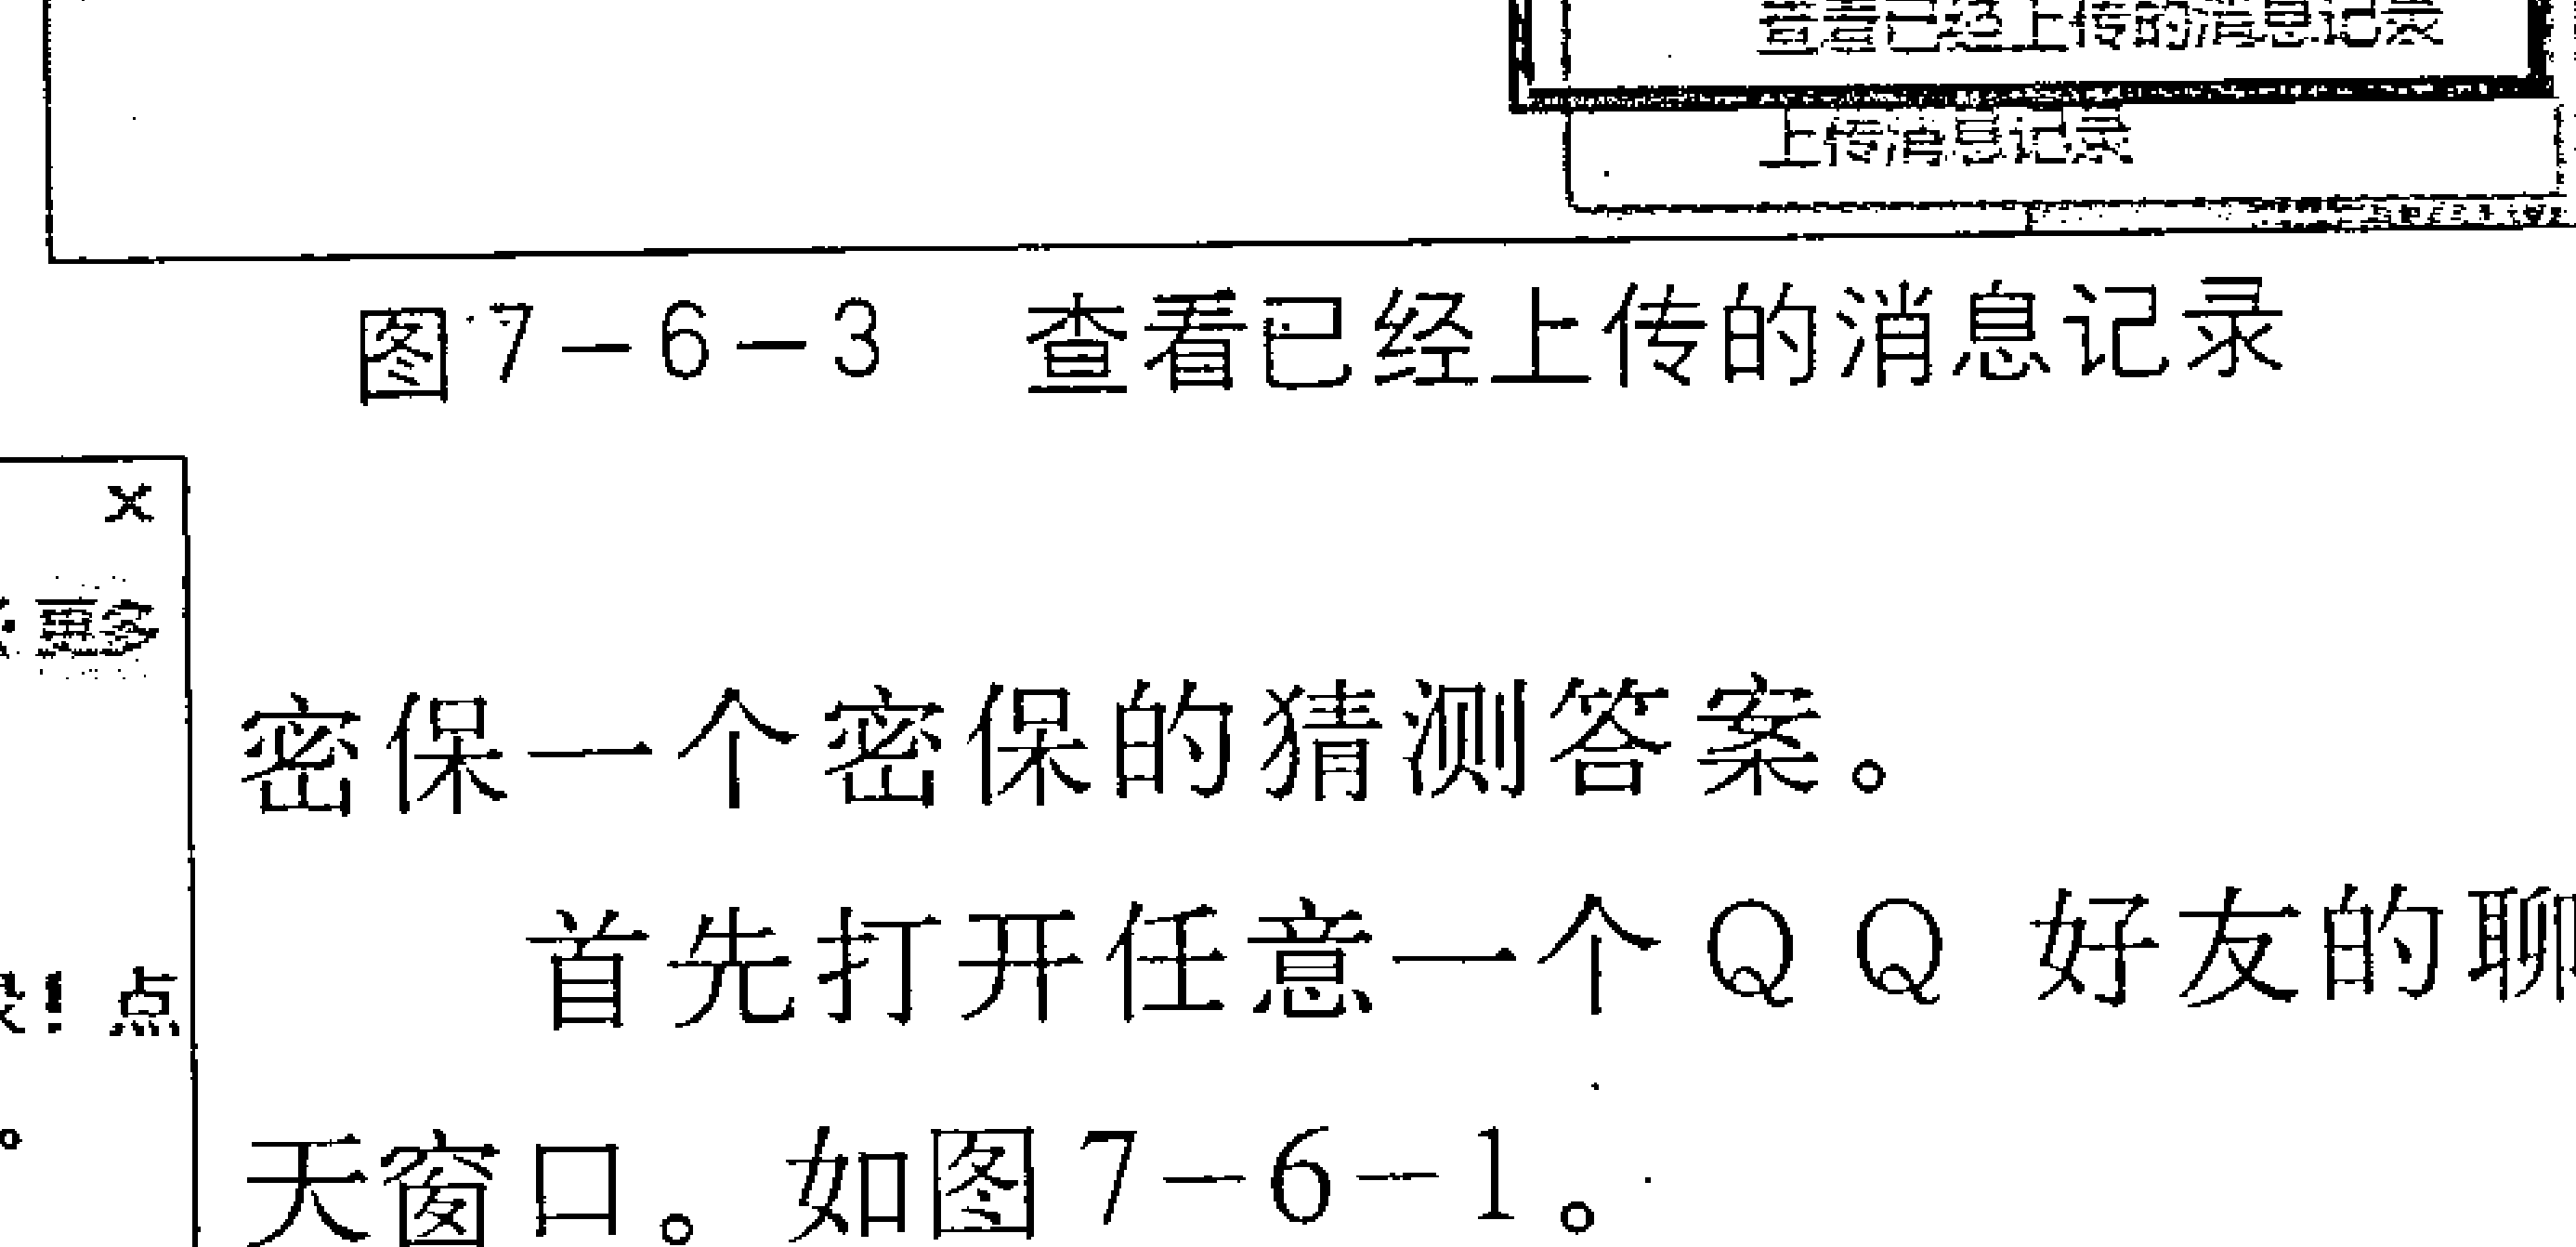 查看已经上传的消息记录
上传消息记录
图7-6-3 查看已经上传的消息记录
×
密保一个密保的猜测答案。
首先打开任意一个QQ好友的聊
! 点
。
天窗口。如图7-6-1。